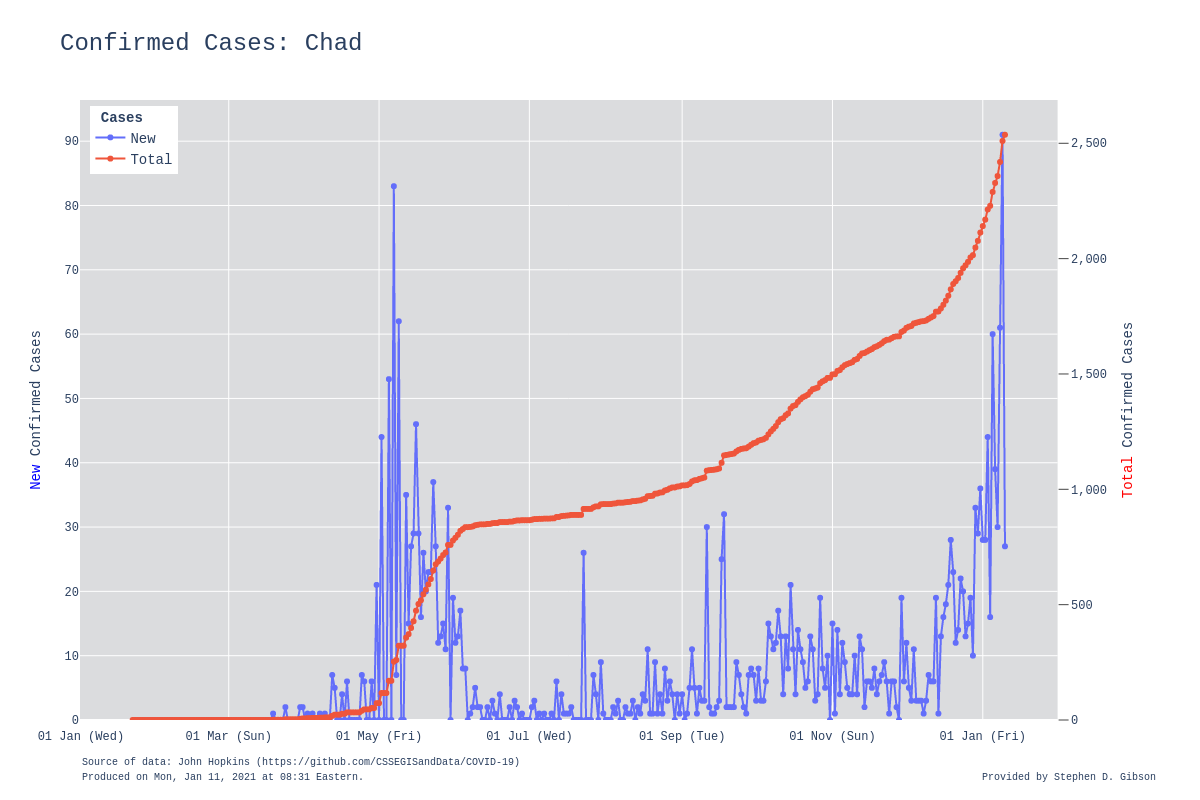 Confirmed Cases: Chad
Cases
New
Total
90
80
70
60
50
40
30
20
10
0
2,500
2,000
1,500
1,000
500
0
New Confirmed Cases
Total Confirmed Cases
01 Jan (Wed)
01 Mar (Sun)
01 May (Fri)
01 Jul (Wed)
01 Sep (Tue)
01 Nov (Sun)
01 Jan (Fri)
Source of data: John Hopkins (https://github.com/CSSEGISandData/COVID-19)
Produced on Mon, Jan 11, 2021 at 08:31 Eastern.
Provided by Stephen D. Gibson